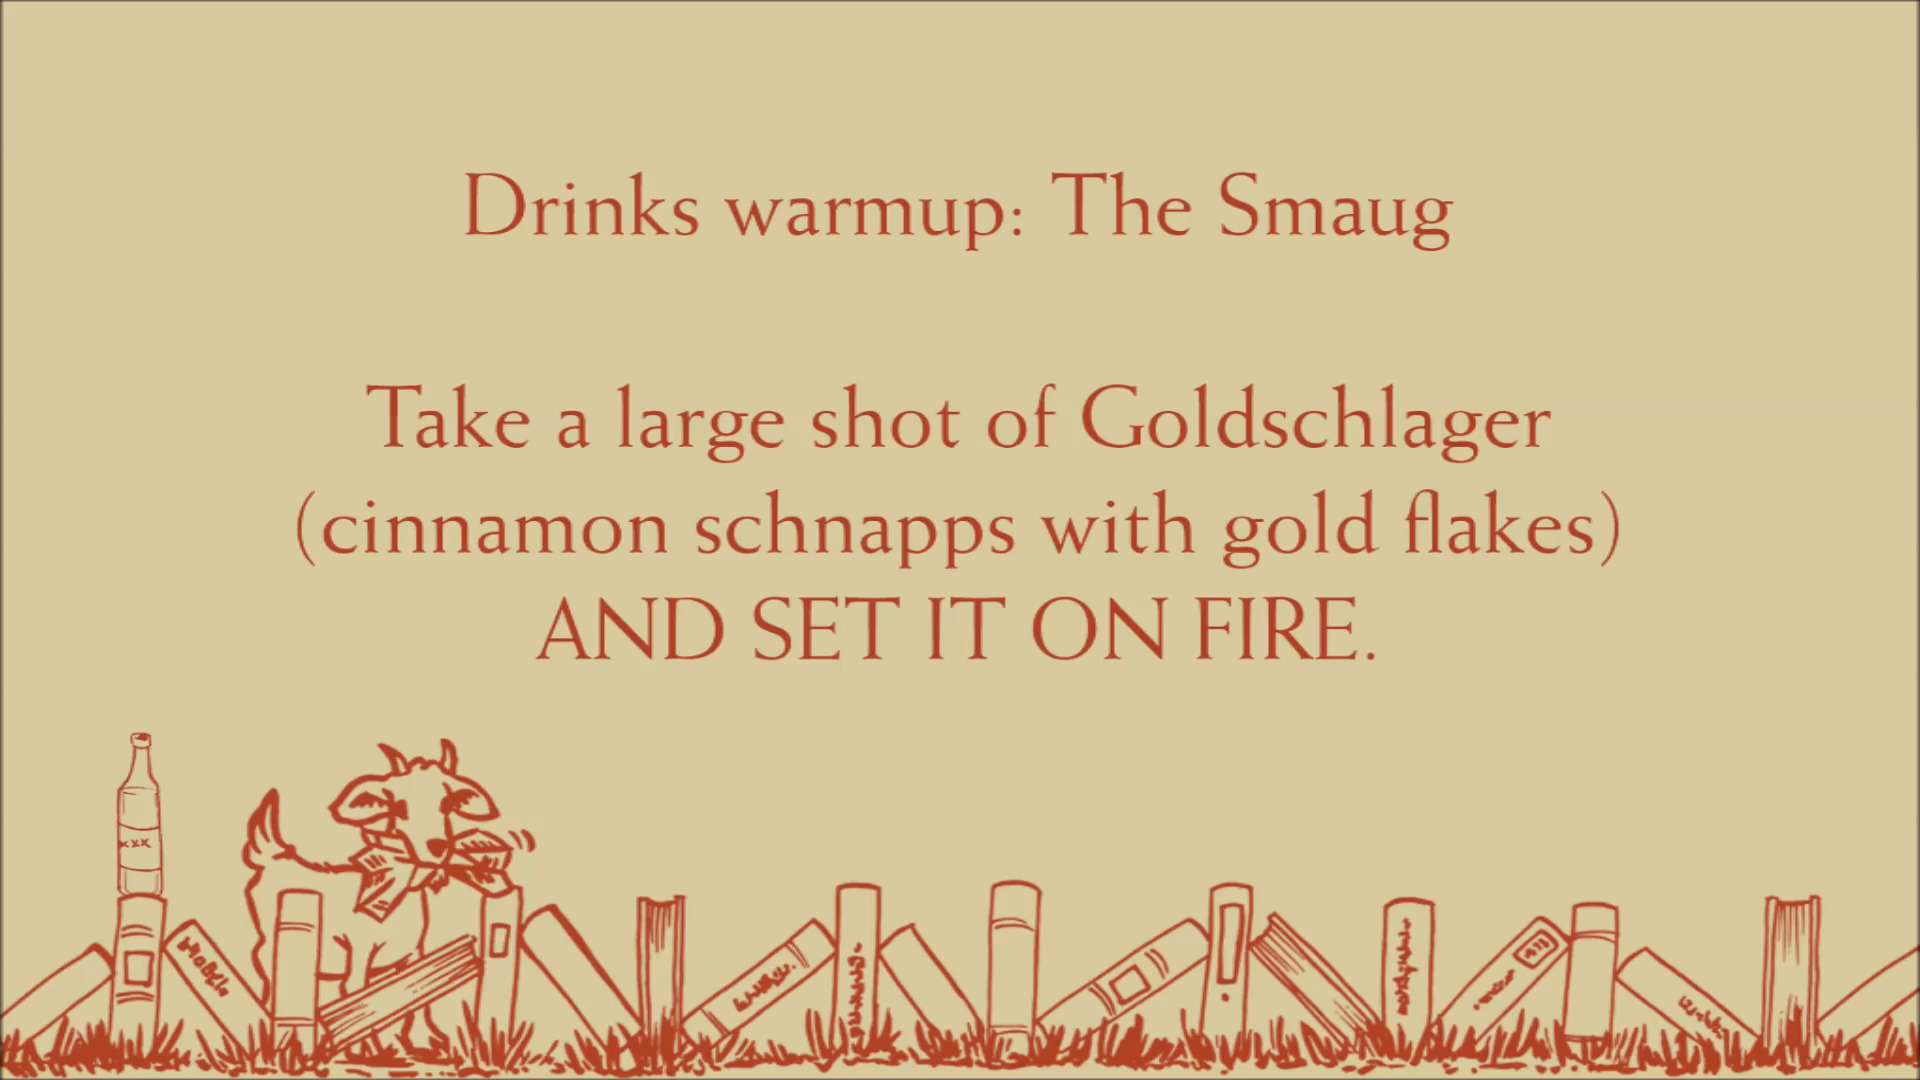 Drinks warmup: The Smaug
Take a large shot of Goldschlager
(cinnamon schnapps with gold flakes)
AND SET IT ON FIRE.
xxx